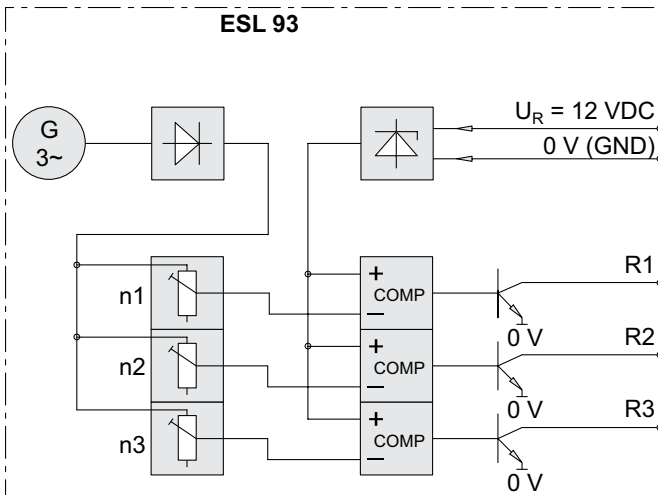 ESL 93
G
3~
U_R = 12 VDC
0 V (GND)
n1
+
COMP
−
R1
0 V
n2
+
COMP
−
R2
0 V
n3
+
COMP
−
R3
0 V